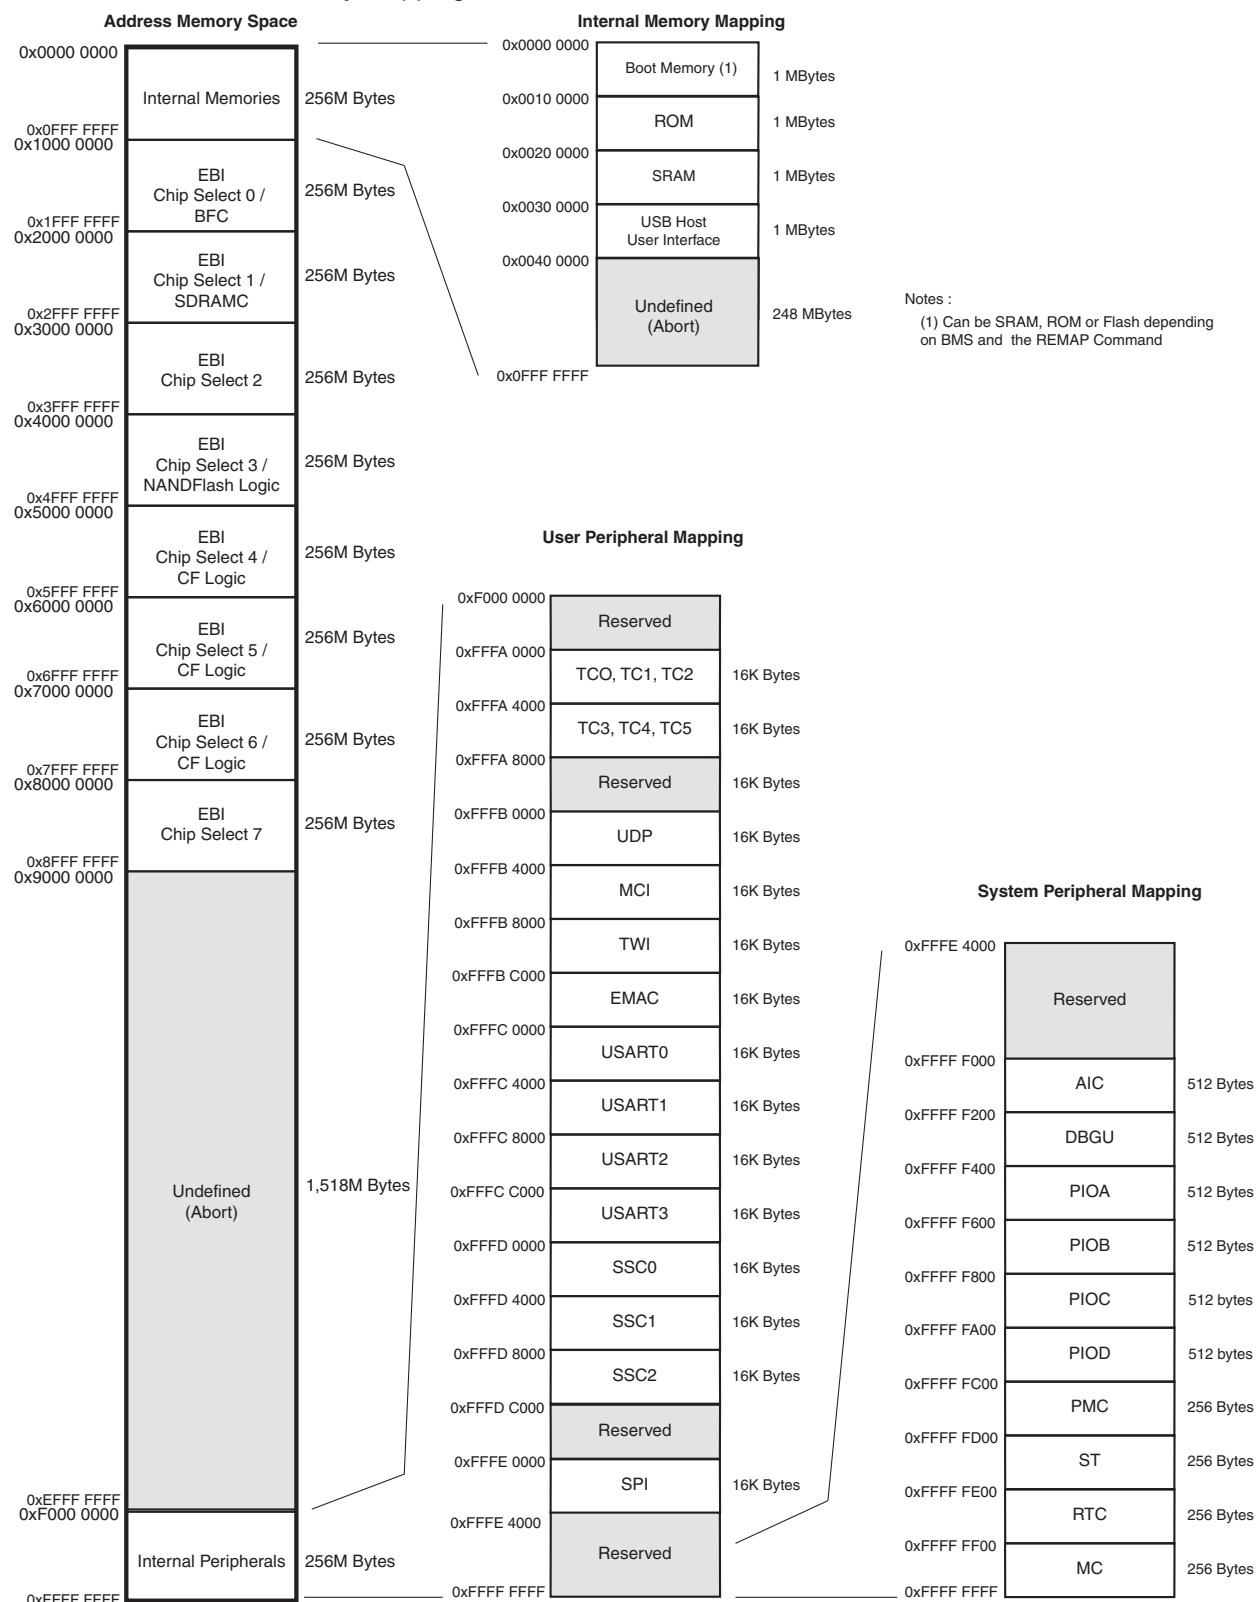 Address Memory Space
0x0000 0000
Internal Memories
256M Bytes
0x0FFF FFFF
0x1000 0000
EBI
Chip Select 0 /
BFC
256M Bytes
0x1FFF FFFF
0x2000 0000
EBI
Chip Select 1 /
SDRAMC
256M Bytes
0x2FFF FFFF
0x3000 0000
EBI
Chip Select 2
256M Bytes
0x3FFF FFFF
0x4000 0000
EBI
Chip Select 3 /
NANDFlash Logic
256M Bytes
0x4FFF FFFF
0x5000 0000
EBI
Chip Select 4 /
CF Logic
256M Bytes
0x5FFF FFFF
0x6000 0000
EBI
Chip Select 5 /
CF Logic
256M Bytes
0x6FFF FFFF
0x7000 0000
EBI
Chip Select 6 /
CF Logic
256M Bytes
0x7FFF FFFF
0x8000 0000
EBI
Chip Select 7
256M Bytes
0x8FFF FFFF
0x9000 0000
Undefined
(Abort)
1,518M Bytes
0xEFFF FFFF
0xF000 0000
Internal Peripherals
256M Bytes
0xFFFF FFFF
Internal Memory Mapping
0x0000 0000
Boot Memory (1)
1 MBytes
0x0010 0000
ROM
1 MBytes
0x0020 0000
SRAM
1 MBytes
0x0030 0000
USB Host
User Interface
1 MBytes
0x0040 0000
Undefined
(Abort)
248 MBytes
0x0FFF FFFF
Notes :
(1) Can be SRAM, ROM or Flash depending
on BMS and the REMAP Command
User Peripheral Mapping
0xF000 0000
Reserved
0xFFFA 0000
TCO, TC1, TC2
16K Bytes
0xFFFA 4000
TC3, TC4, TC5
16K Bytes
0xFFFA 8000
Reserved
16K Bytes
0xFFFB 0000
UDP
16K Bytes
0xFFFB 4000
MCI
16K Bytes
0xFFFB 8000
TWI
16K Bytes
0xFFFB C000
EMAC
16K Bytes
0xFFFC 0000
USART0
16K Bytes
0xFFFC 4000
USART1
16K Bytes
0xFFFC 8000
USART2
16K Bytes
0xFFFC C000
USART3
16K Bytes
0xFFFD 0000
SSC0
16K Bytes
0xFFFD 4000
SSC1
16K Bytes
0xFFFD 8000
SSC2
16K Bytes
0xFFFD C000
Reserved
0xFFFE 0000
SPI
16K Bytes
0xFFFE 4000
Reserved
0xFFFF FFFF
System Peripheral Mapping
0xFFFE 4000
Reserved
0xFFFF F000
AIC
512 Bytes
0xFFFF F200
DBGU
512 Bytes
0xFFFF F400
PIOA
512 Bytes
0xFFFF F600
PIOB
512 Bytes
0xFFFF F800
PIOC
512 bytes
0xFFFF FA00
PIOD
512 bytes
0xFFFF FC00
PMC
256 Bytes
0xFFFF FD00
ST
256 Bytes
0xFFFF FE00
RTC
256 Bytes
0xFFFF FF00
MC
256 Bytes
0xFFFF FFFF